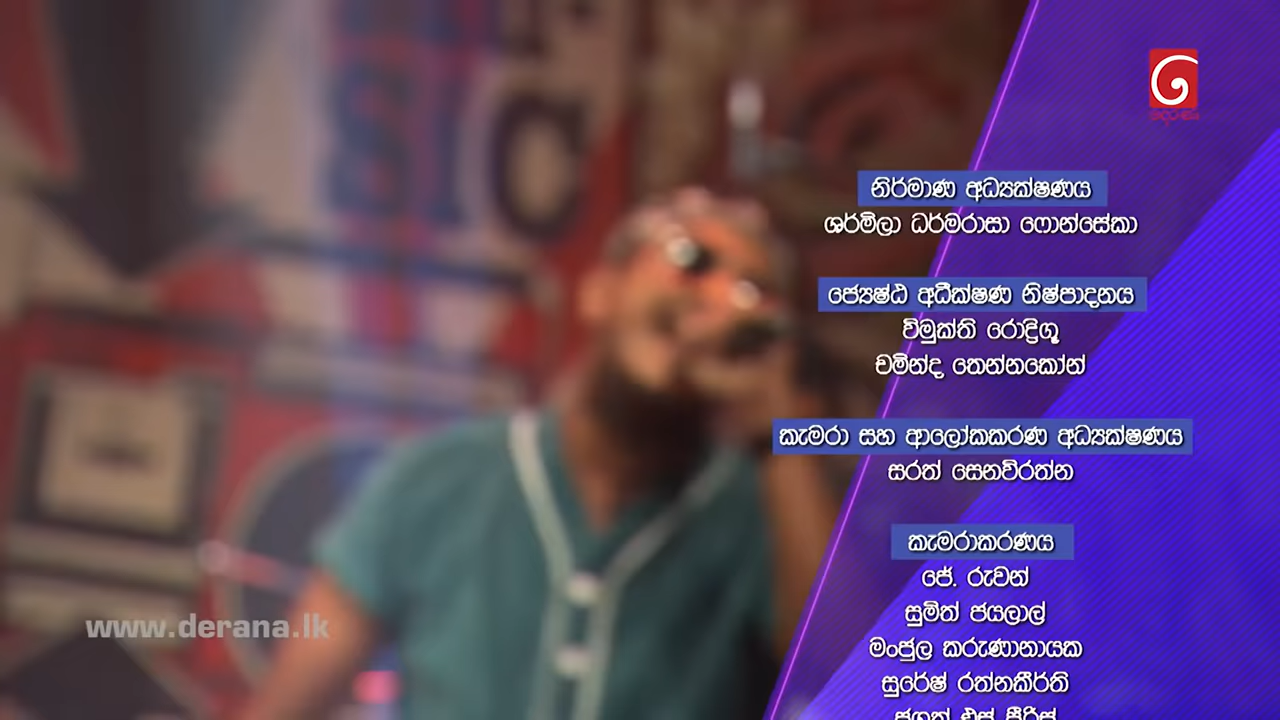 නිර්මාණ අධ්‍යක්ෂණය
ශර්මිලා ධර්මරාසා ෆොන්සේකා
ජ්‍යෙෂ්ඨ අධීක්ෂණ නිෂ්පාදනය
විමුක්ති රොද්‍රිගූ
චමින්ද තෙන්නකෝන්
කැමරා සහ ආලෝකකරණ අධ්‍යක්ෂණය
සරත් සෙනවිරත්න
කැමරාකරණය
ජේ. රුවන්
සුමිත් ජයලාල්
මංජුල කරුණානායක
සුරේෂ් රත්නකීර්ති
www.derana.lk